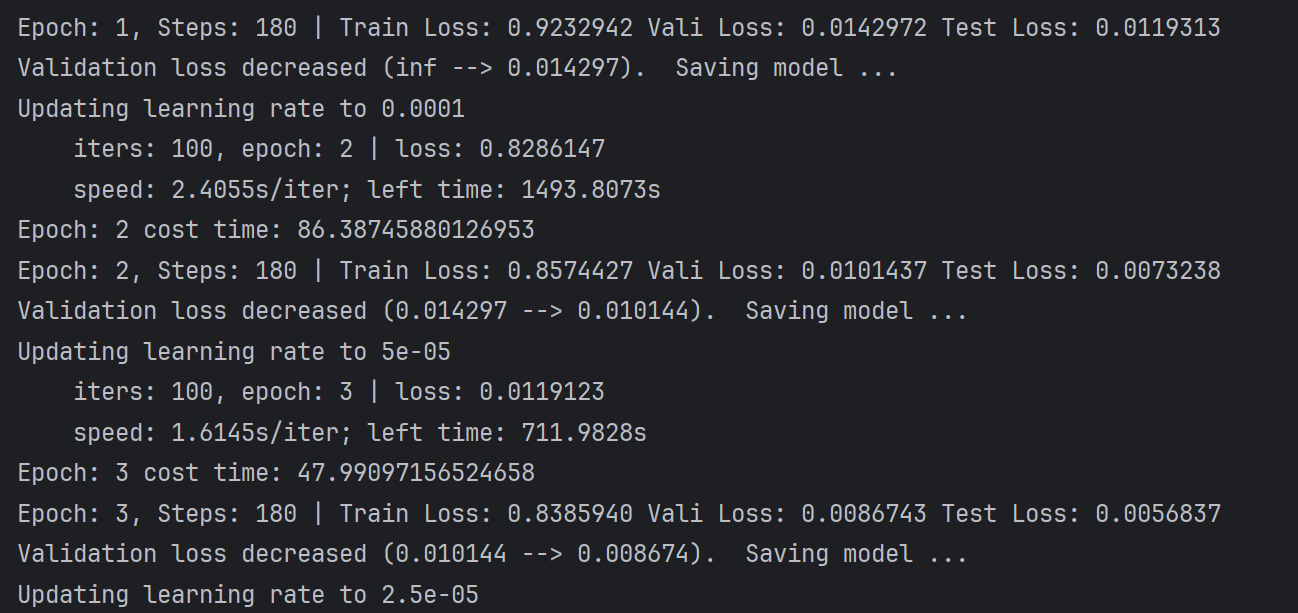 Epoch: 1, Steps: 180 | Train Loss: 0.9232942 Vali Loss: 0.0142972 Test Loss: 0.0119313
Validation loss decreased (inf --> 0.014297).  Saving model ...
Updating learning rate to 0.0001
    iters: 100, epoch: 2 | loss: 0.8286147
    speed: 2.4055s/iter; left time: 1493.8073s
Epoch: 2 cost time: 86.38745880126953
Epoch: 2, Steps: 180 | Train Loss: 0.8574427 Vali Loss: 0.0101437 Test Loss: 0.0073238
Validation loss decreased (0.014297 --> 0.010144).  Saving model ...
Updating learning rate to 5e-05
    iters: 100, epoch: 3 | loss: 0.0119123
    speed: 1.6145s/iter; left time: 711.9828s
Epoch: 3 cost time: 47.99097156524658
Epoch: 3, Steps: 180 | Train Loss: 0.8385940 Vali Loss: 0.0086743 Test Loss: 0.0056837
Validation loss decreased (0.010144 --> 0.008674).  Saving model ...
Updating learning rate to 2.5e-05